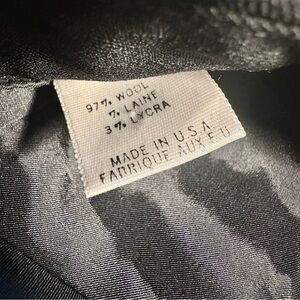 97% WOOL
% LAINE
3% LYCRA
MADE IN U.S.A
FABRIQUE AUX E U